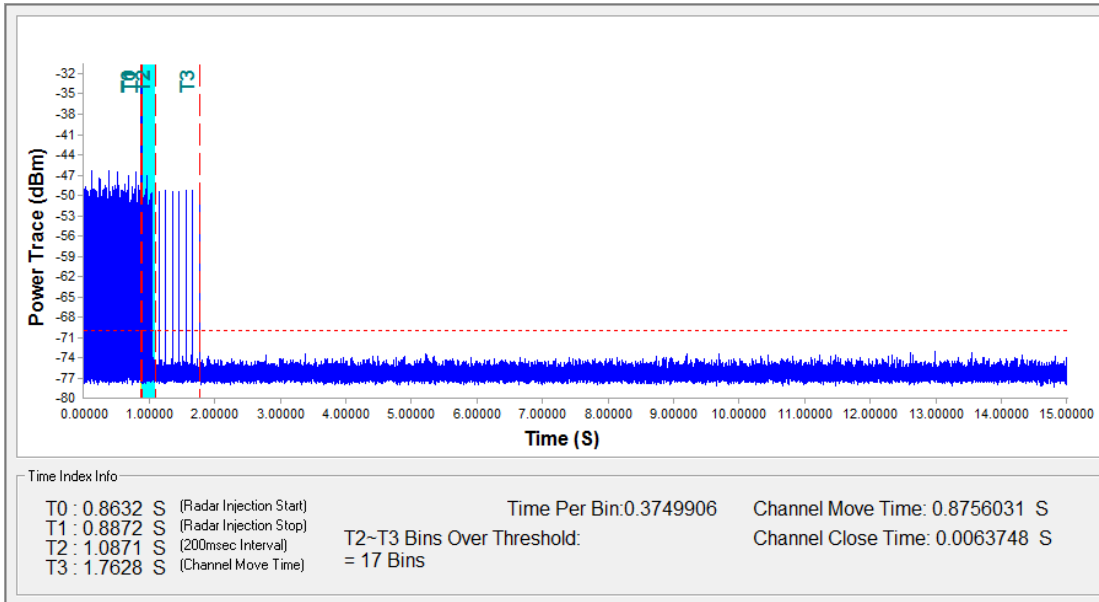 T0
T1
T2
T3
Power Trace (dBm)
-32
-35
-38
-41
-44
-47
-50
-53
-56
-59
-62
-65
-68
-71
-74
-77
-80
0.00000 1.00000 2.00000 3.00000 4.00000 5.00000 6.00000 7.00000 8.00000 9.00000 10.00000 11.00000 12.00000 13.00000 14.00000 15.00000
Time (S)
Time Index Info
T0 : 0.8632 S (Radar Injection Start)
T1 : 0.8872 S (Radar Injection Stop)
T2 : 1.0871 S (200msec Interval)
T3 : 1.7628 S (Channel Move Time)
Time Per Bin:0.3749906
T2~T3 Bins Over Threshold:
= 17 Bins
Channel Move Time: 0.8756031 S
Channel Close Time: 0.0063748 S